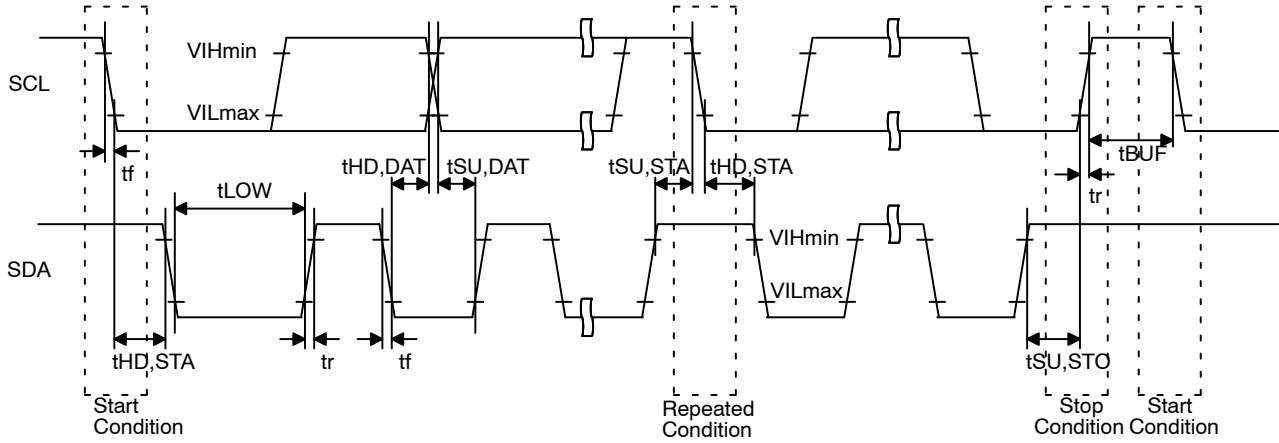 SCL
VIHmin
VILmax
tf
tHD,DAT
tSU,DAT
tSU,STA
tHD,STA
tBUF
tr
tLOW
SDA
VIHmin
VILmax
tHD,STA
tr
tf
tSU,STO
Start
Condition
Repeated
Condition
Stop
Condition
Start
Condition